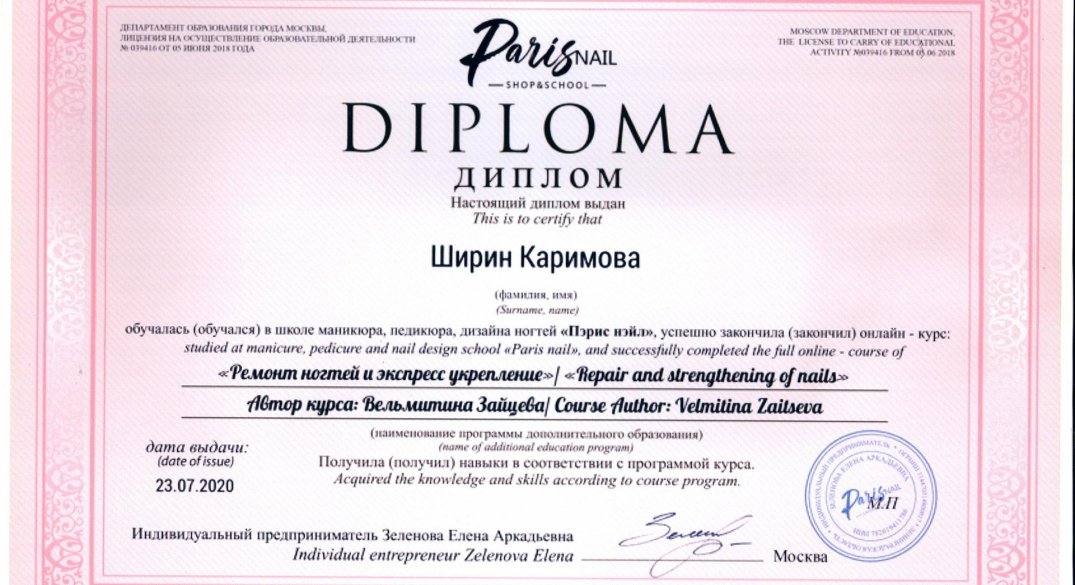 ДЕПАРТАМЕНТ ОБРАЗОВАНИЯ ГОРОДА МОСКВЫ,
ЛИЦЕНЗИЯ НА ОСУЩЕСТВЛЕНИЕ ОБРАЗОВАТЕЛЬНОЙ ДЕЯТЕЛЬНОСТИ
№ 039416 ОТ 05 ИЮНЯ 2018 ГОДА
MOSCOW DEPARTMENT OF EDUCATION,
THE LICENSE TO CARRY OF EDUCATIONAL
ACTIVITY №039416 FROM 05.06.2018
Paris NAIL
SHOP&SCHOOL
DIPLOMA
ДИПЛОМ
Настоящий диплом выдан
This is to certify that
Ширин Каримова
(фамилия, имя)
(Surname, name)
обучалась (обучался) в школе маникюра, педикюра, дизайна ногтей «Пэрис нэйл», успешно закончила (закончил) онлайн - курс:
studied at manicure, pedicure and nail design school «Paris nail», and successfully completed the full online - course of
«Ремонт ногтей и экспресс укрепление»/ «Repair and strengthening of nails»
Автор курса: Вельмитина Зайцева/ Course Author: Velmitina Zaitseva
(наименование программы дополнительного образования)
(name of additional education program)
дата выдачи:
(date of issue)
23.07.2020
Получила (получил) навыки в соответствии с программой курса.
Acquired the knowledge and skills according to course program.
Индивидуальный предприниматель Зеленова Елена Аркадьевна
Individual entrepreneur Zelenova Elena
Москва
ИНДИВИДУАЛЬНЫЙ ПРЕДПРИНИМАТЕЛЬ
ЗЕЛЕНОВА ЕЛЕНА АРКАДЬЕВНА
Paris NAIL
М.П